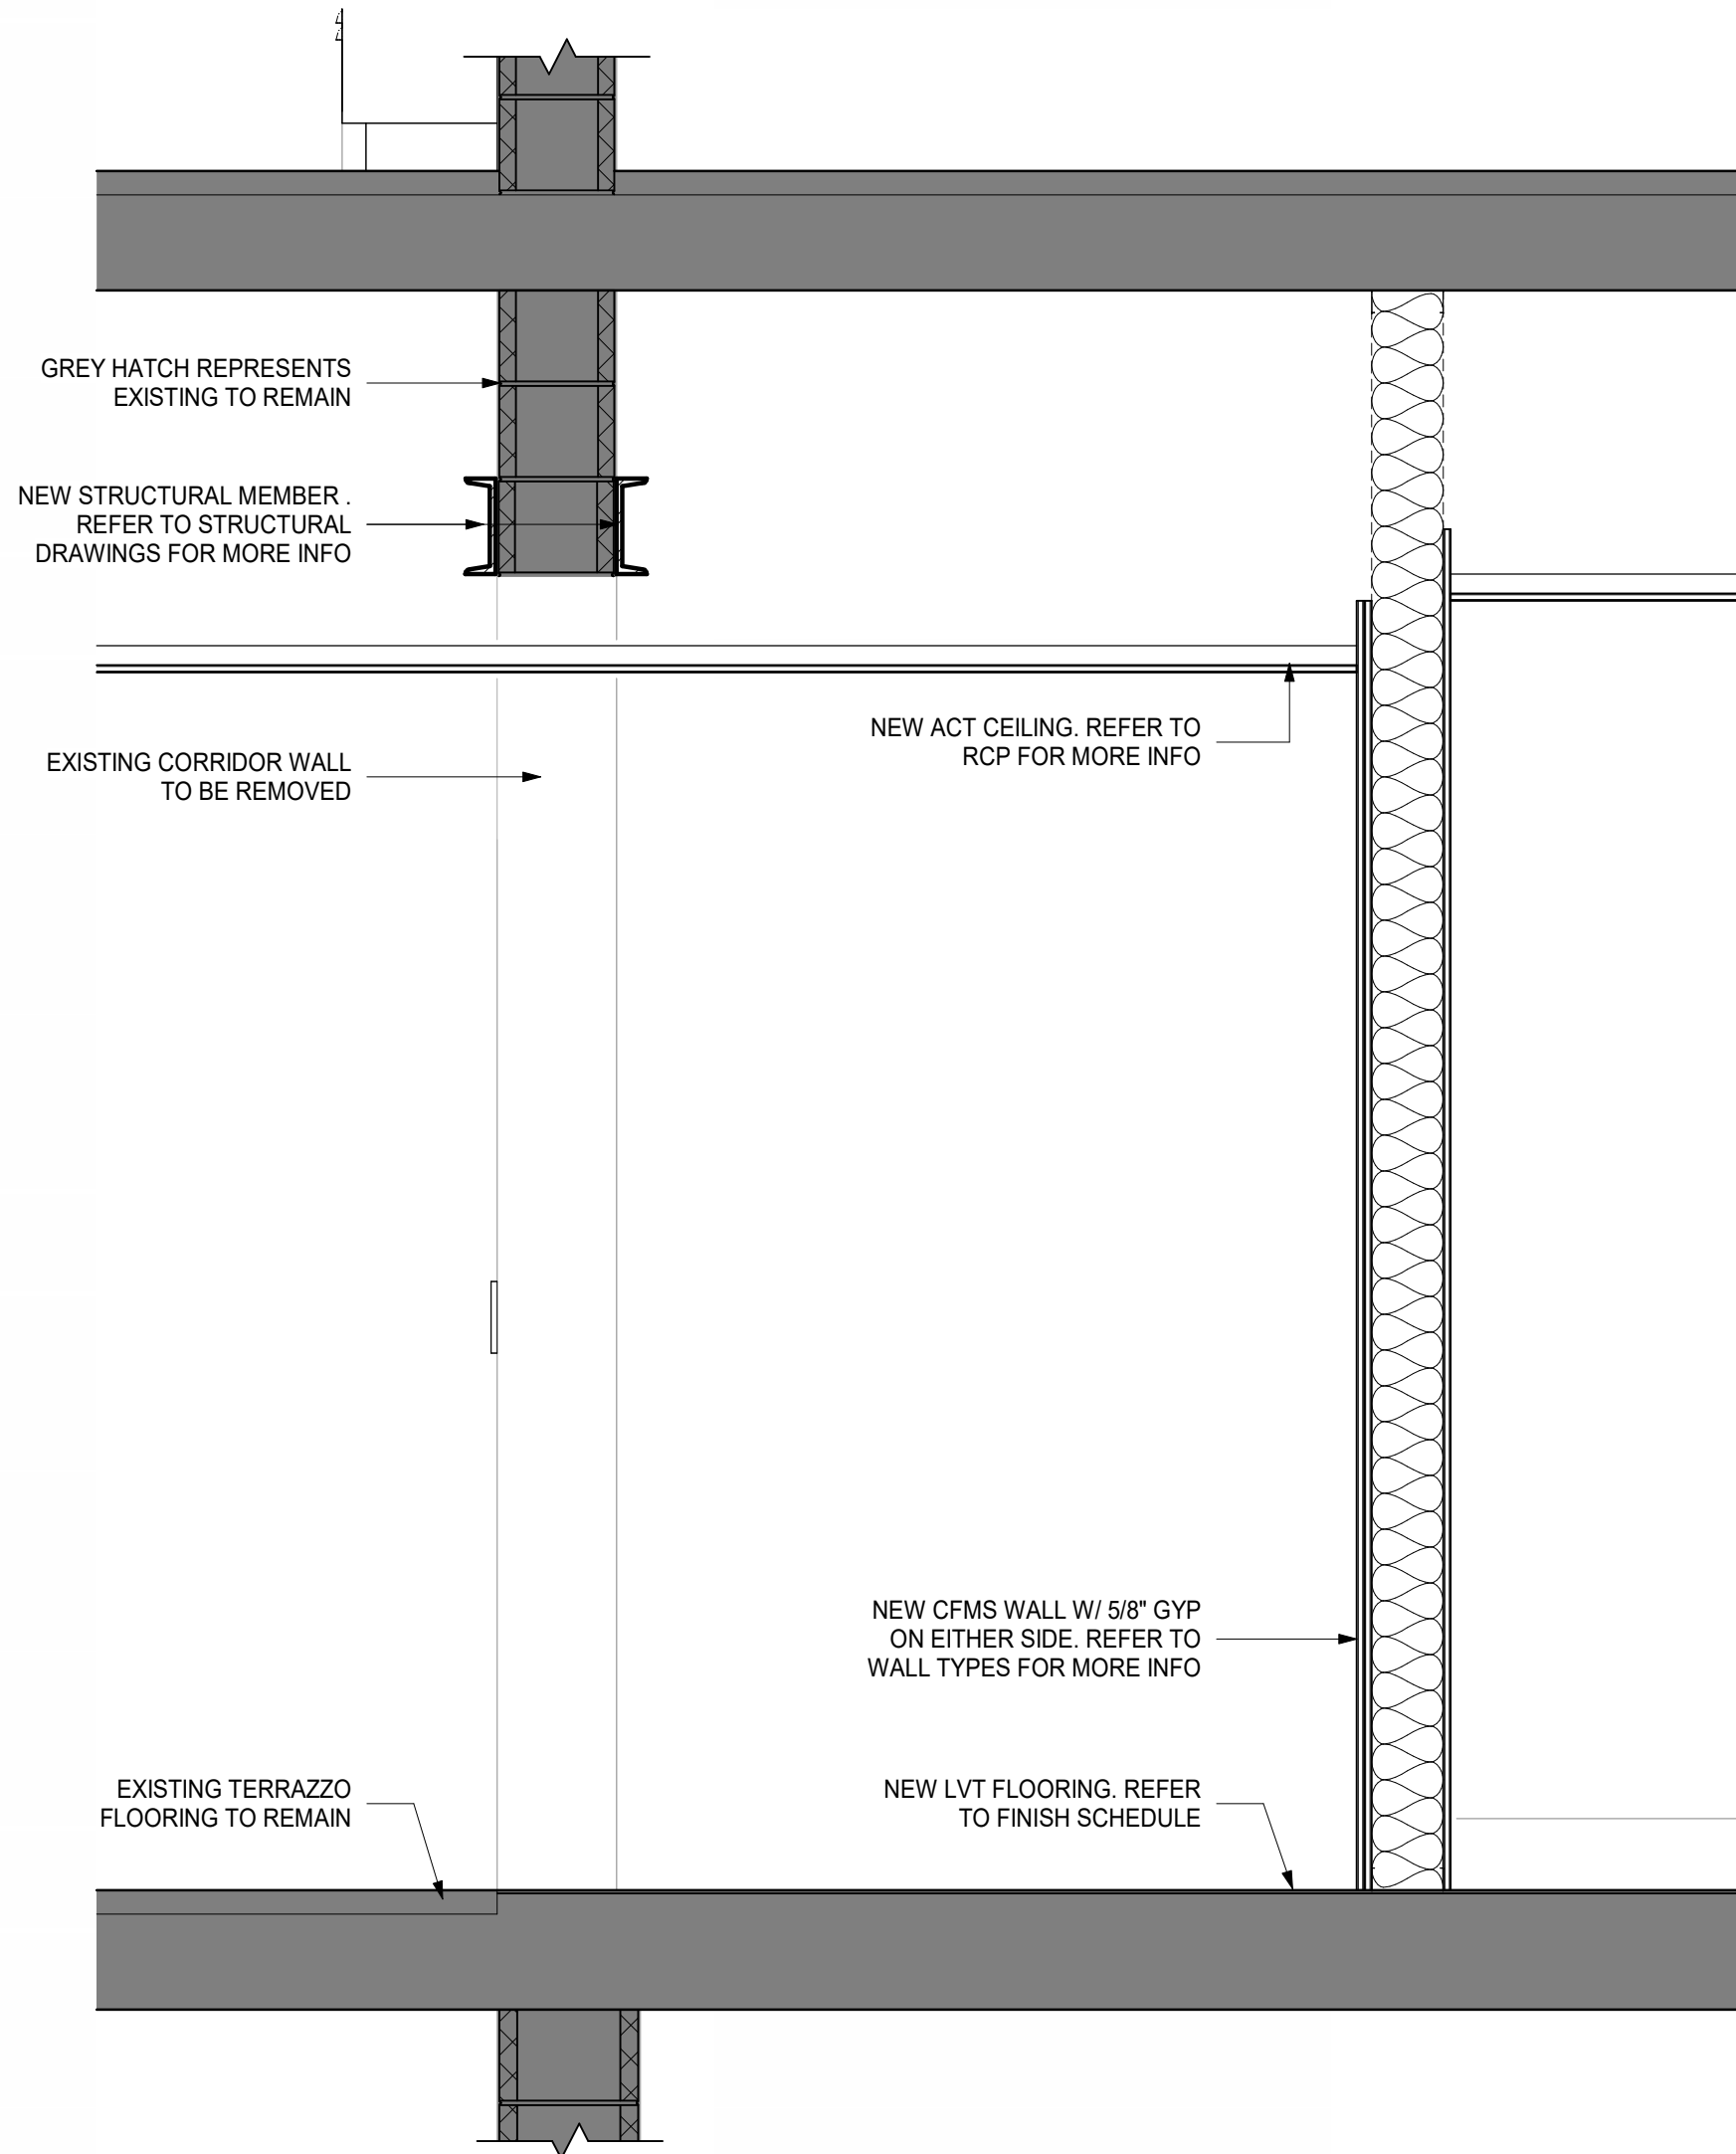 GREY HATCH REPRESENTS
EXISTING TO REMAIN
NEW STRUCTURAL MEMBER .
REFER TO STRUCTURAL
DRAWINGS FOR MORE INFO
NEW ACT CEILING. REFER TO
RCP FOR MORE INFO
EXISTING CORRIDOR WALL
TO BE REMOVED
NEW CFMS WALL W/ 5/8" GYP
ON EITHER SIDE. REFER TO
WALL TYPES FOR MORE INFO
EXISTING TERRAZZO
FLOORING TO REMAIN
NEW LVT FLOORING. REFER
TO FINISH SCHEDULE